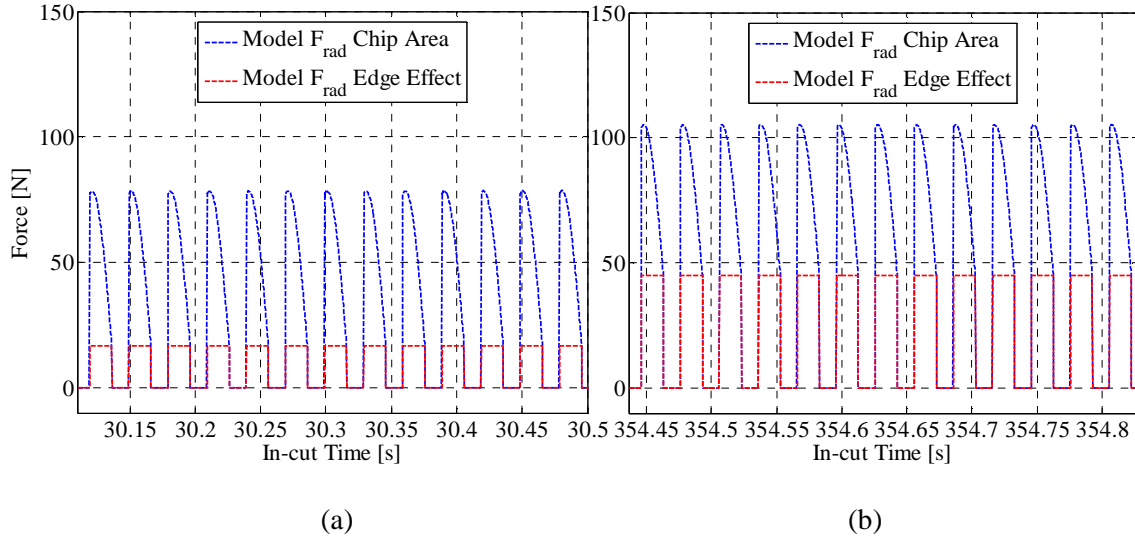 150
100
50
0
Force [N]
Model F_rad Chip Area
Model F_rad Edge Effect
30.15 30.2 30.25 30.3 30.35 30.4 30.45 30.5
In-cut Time [s]
(a)
150
100
50
0
Model F_rad Chip Area
Model F_rad Edge Effect
354.45 354.5 354.55 354.6 354.65 354.7 354.75 354.8
In-cut Time [s]
(b)